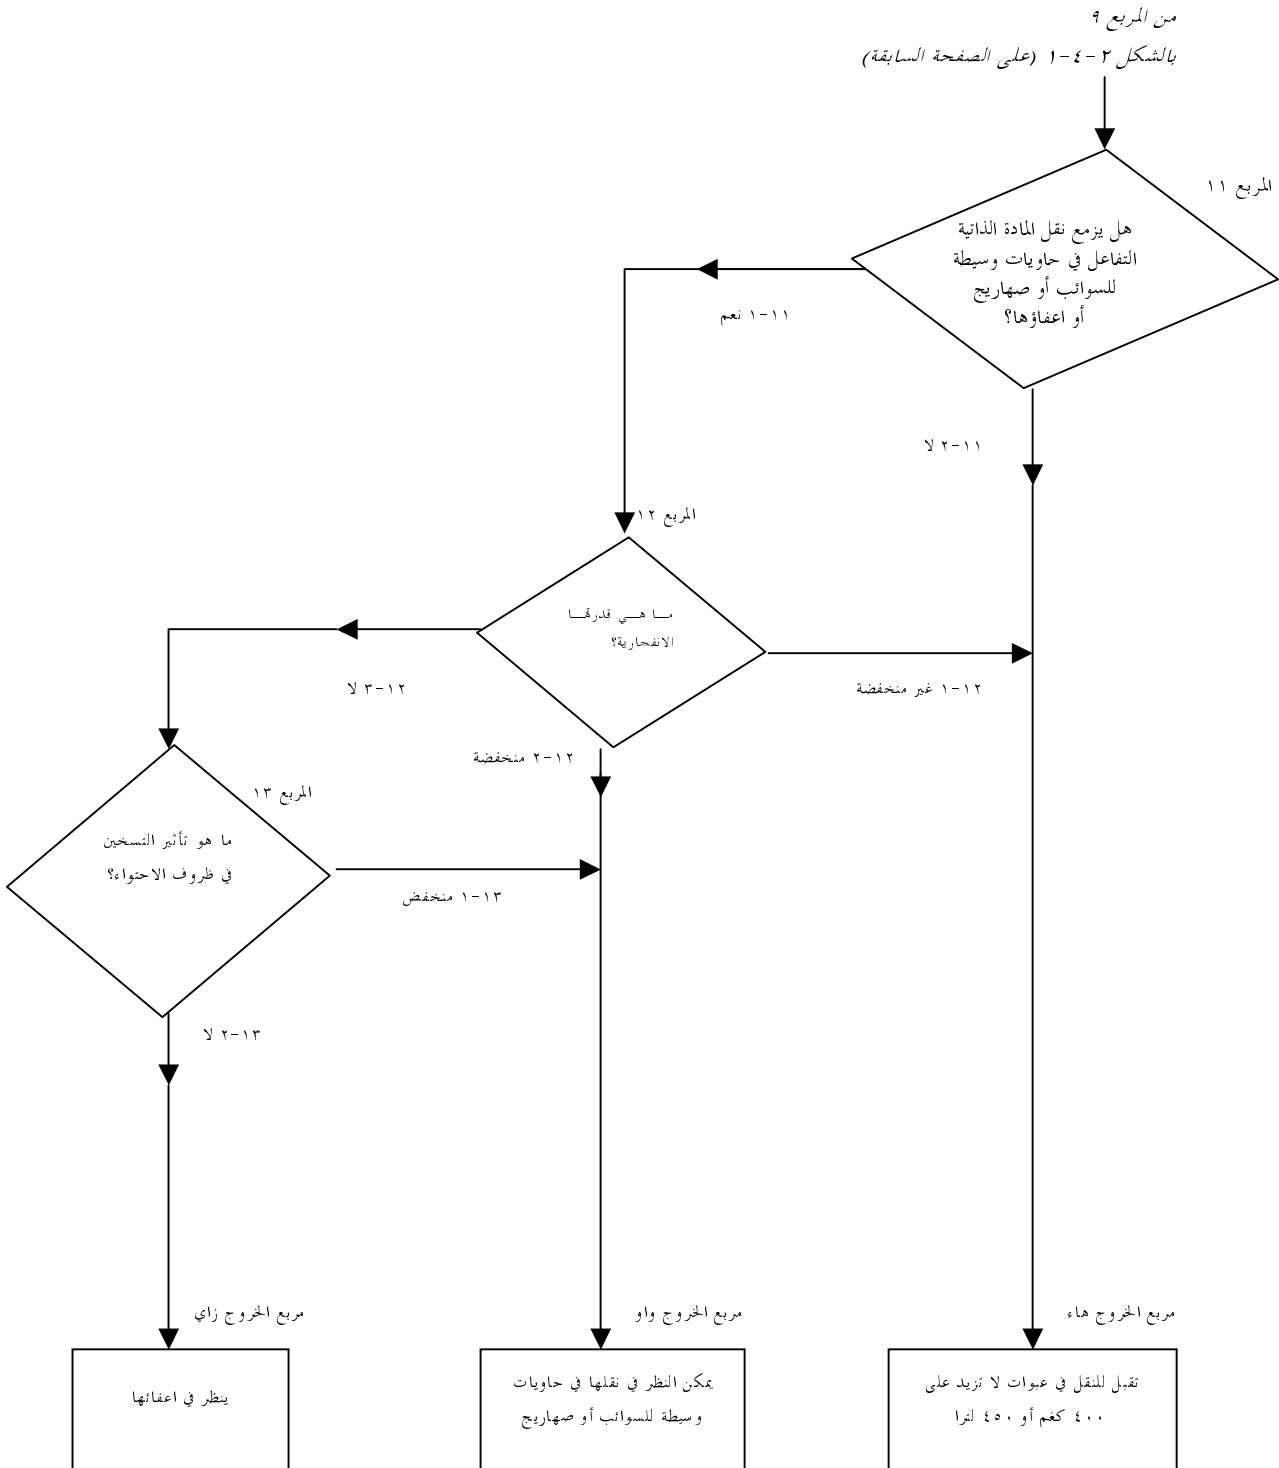 من المربع ٩
بالشكل ٢-٤-١ (على الصفحة السابقة)
المربع ١١
هل يزمع نقل المادة الذاتية
التفاعل في حاويات وسيطة
للسوائب أو صهاريج
أو اعفاؤها؟
١١-١ نعم
١١-٢ لا
المربع ١٢
مـا هـي قدرتهـا
الانفجارية؟
١٢-٣ لا
١٢-١ غير منخفضة
١٢-٢ منخفضة
المربع ١٣
ما هو تأثير التسخين
في ظروف الاحتواء؟
١٣-١ منخفض
١٣-٢ لا
مربع الخروج هاء
مربع الخروج واو
مربع الخروج زاي
تقبل للنقل في عبوات لا تزيد على
٤٠٠ كغم أو ٤٥٠ لترا
يمكن النظر في نقلها في حاويات
وسيطة للسوائب أو صهاريج
ينظر في اعفائها